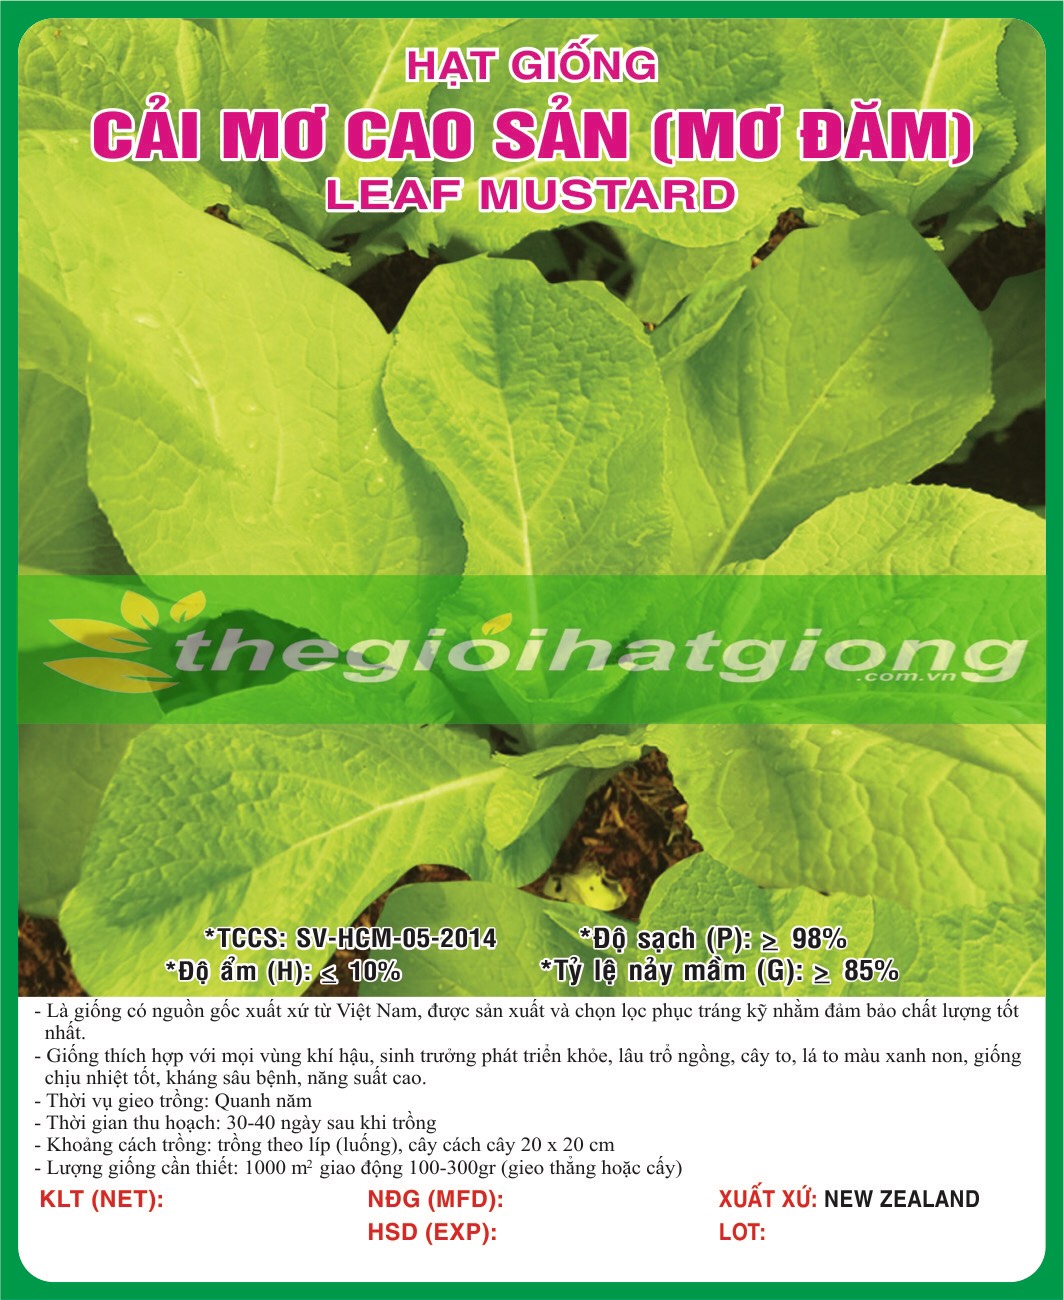 HẠT GIỐNG
CẢI MƠ CAO SẢN (MƠ ĐĂM)
LEAF MUSTARD
thegioihatgiong
.com.vn
*TCCS: SV-HCM-05-2014 *Độ sạch (P): ≥ 98%
*Độ ẩm (H): ≤ 10% *Tỷ lệ nảy mầm (G): ≥ 85%
- Là giống có nguồn gốc xuất xứ từ Việt Nam, được sản xuất và chọn lọc phục tráng kỹ nhằm đảm bảo chất lượng tốt
nhất.
- Giống thích hợp với mọi vùng khí hậu, sinh trưởng phát triển khỏe, lâu trổ ngồng, cây to, lá to màu xanh non, giống
chịu nhiệt tốt, kháng sâu bệnh, năng suất cao.
- Thời vụ gieo trồng: Quanh năm
- Thời gian thu hoạch: 30-40 ngày sau khi trồng
- Khoảng cách trồng: trồng theo líp (luống), cây cách cây 20 x 20 cm
- Lượng giống cần thiết: 1000 m² giao động 100-300gr (gieo thẳng hoặc cấy)
KLT (NET): NĐG (MFD): XUẤT XỨ: NEW ZEALAND
HSD (EXP): LOT: